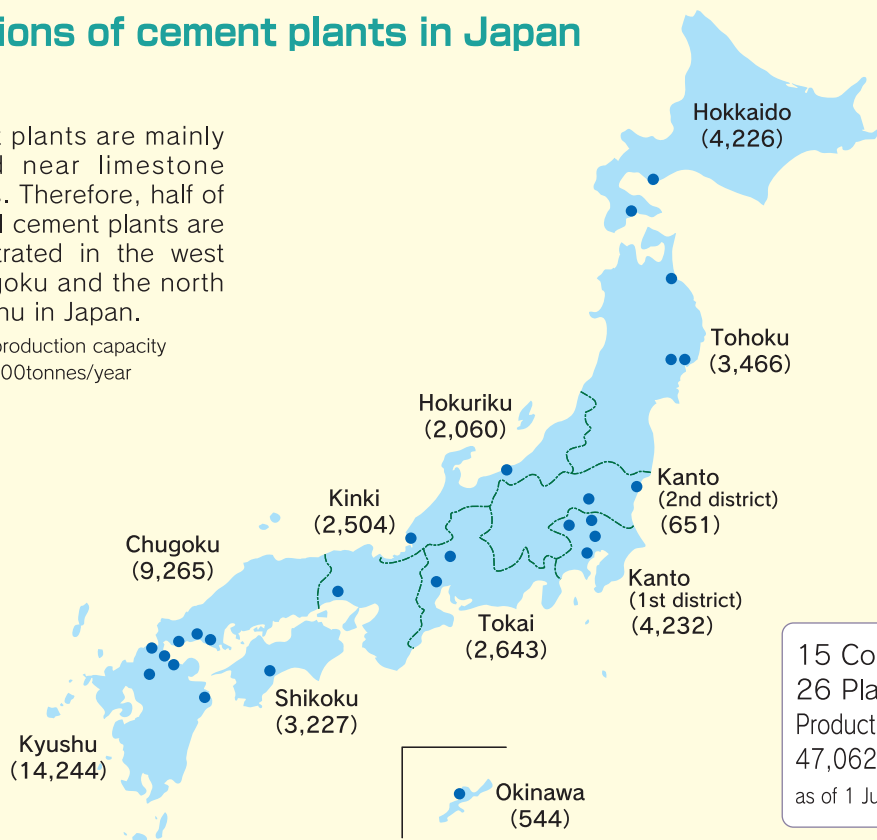 ions of cement plants in Japan
plants are mainly
near limestone
. Therefore, half of
cement plants are
trated in the west
goku and the north
hu in Japan.
production capacity
00tonnes/year
Hokkaido
(4,226)
Tohoku
(3,466)
Hokuriku
(2,060)
Kanto
(2nd district)
(651)
Kinki
(2,504)
Chugoku
(9,265)
Kanto
(1st district)
(4,232)
Tokai
(2,643)
Shikoku
(3,227)
Kyushu
(14,244)
Okinawa
(544)
15 Co
26 Pla
Product
47,062
as of 1 Ju